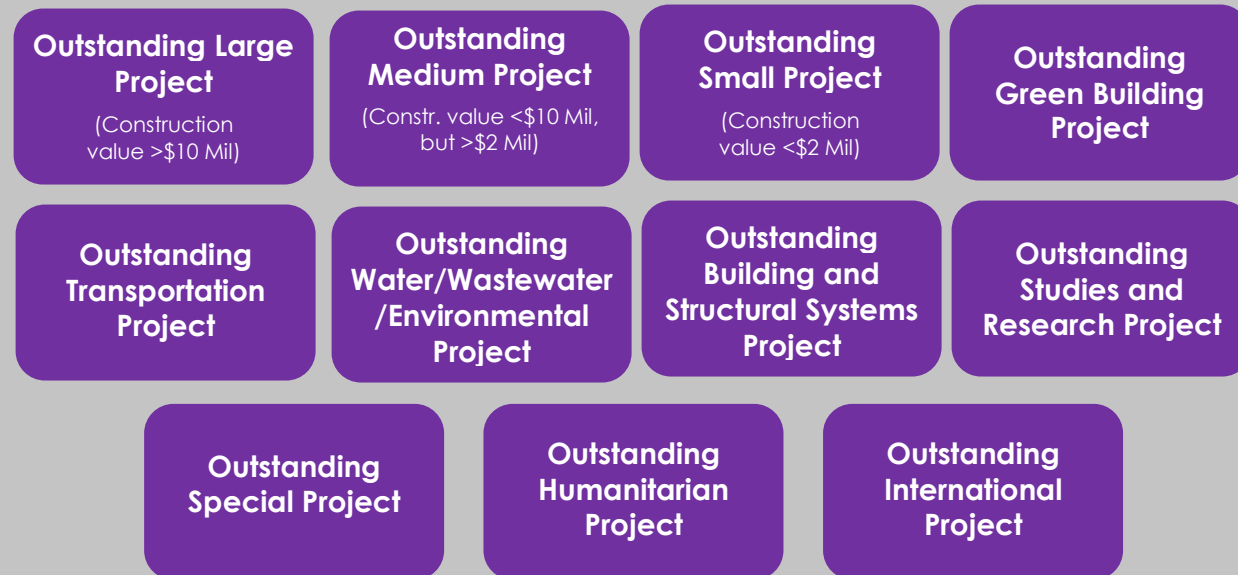 Outstanding Large
Project
(Construction
value >$10 Mil)
Outstanding
Medium Project
(Constr. value <$10 Mil,
but >$2 Mil)
Outstanding
Small Project
(Construction
value <$2 Mil)
Outstanding
Green Building
Project
Outstanding
Transportation
Project
Outstanding
Water/Wastewater
/Environmental
Project
Outstanding
Building and
Structural Systems
Project
Outstanding
Studies and
Research Project
Outstanding
Special Project
Outstanding
Humanitarian
Project
Outstanding
International
Project